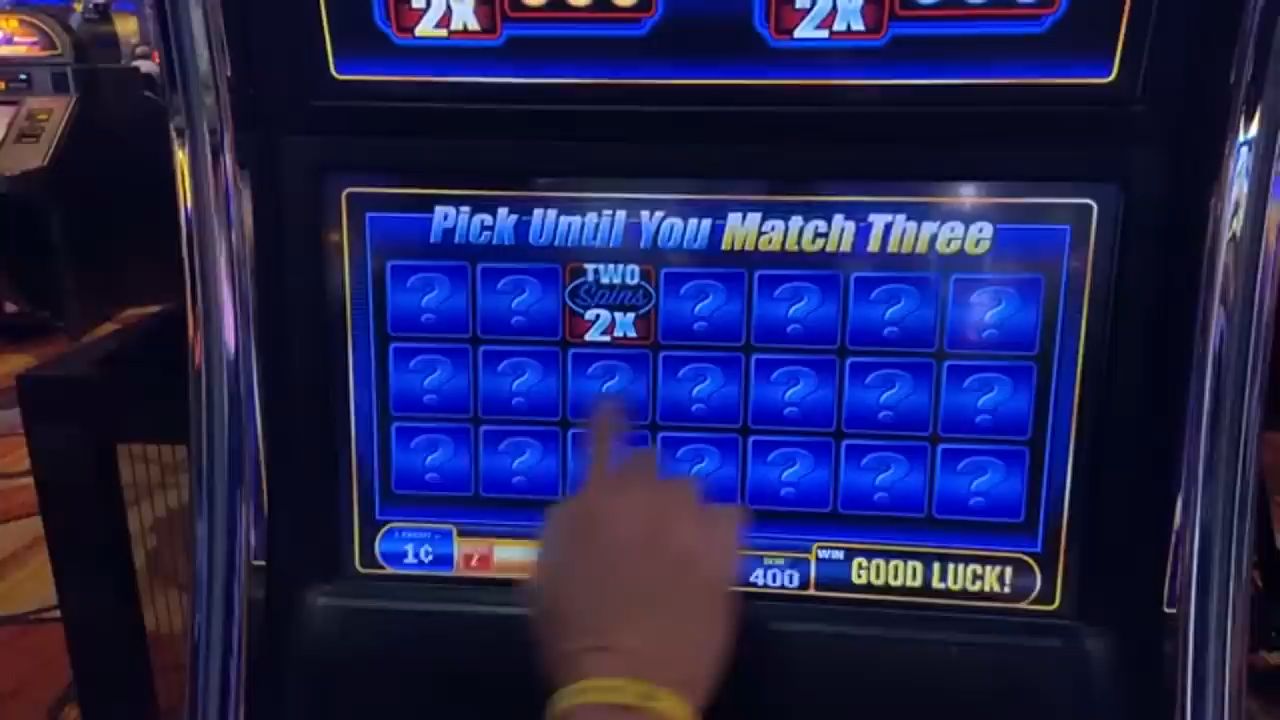 2X
2X
Pick Until You Match Three
? ? TWO Spins 2X ? ? ? ?
? ? ? ? ? ? ?
? ? ? ? ? ?
1¢
400
WIN
GOOD LUCK!